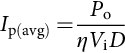 I_p(avg) = P_o / (η V_i D)